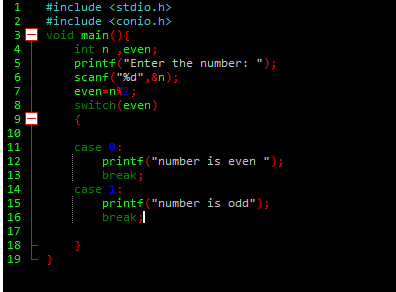 1 #include <stdio.h>
2 #include <conio.h>
3 void main(){
4 int n ,even;
5 printf("Enter the number: ");
6 scanf("%d",&n);
7 even=n%2;
8 switch(even)
9 {
10
11 case 0:
12 printf("number is even ");
13 break;
14 case 1:
15 printf("number is odd");
16 break;
17
18 }
19 }